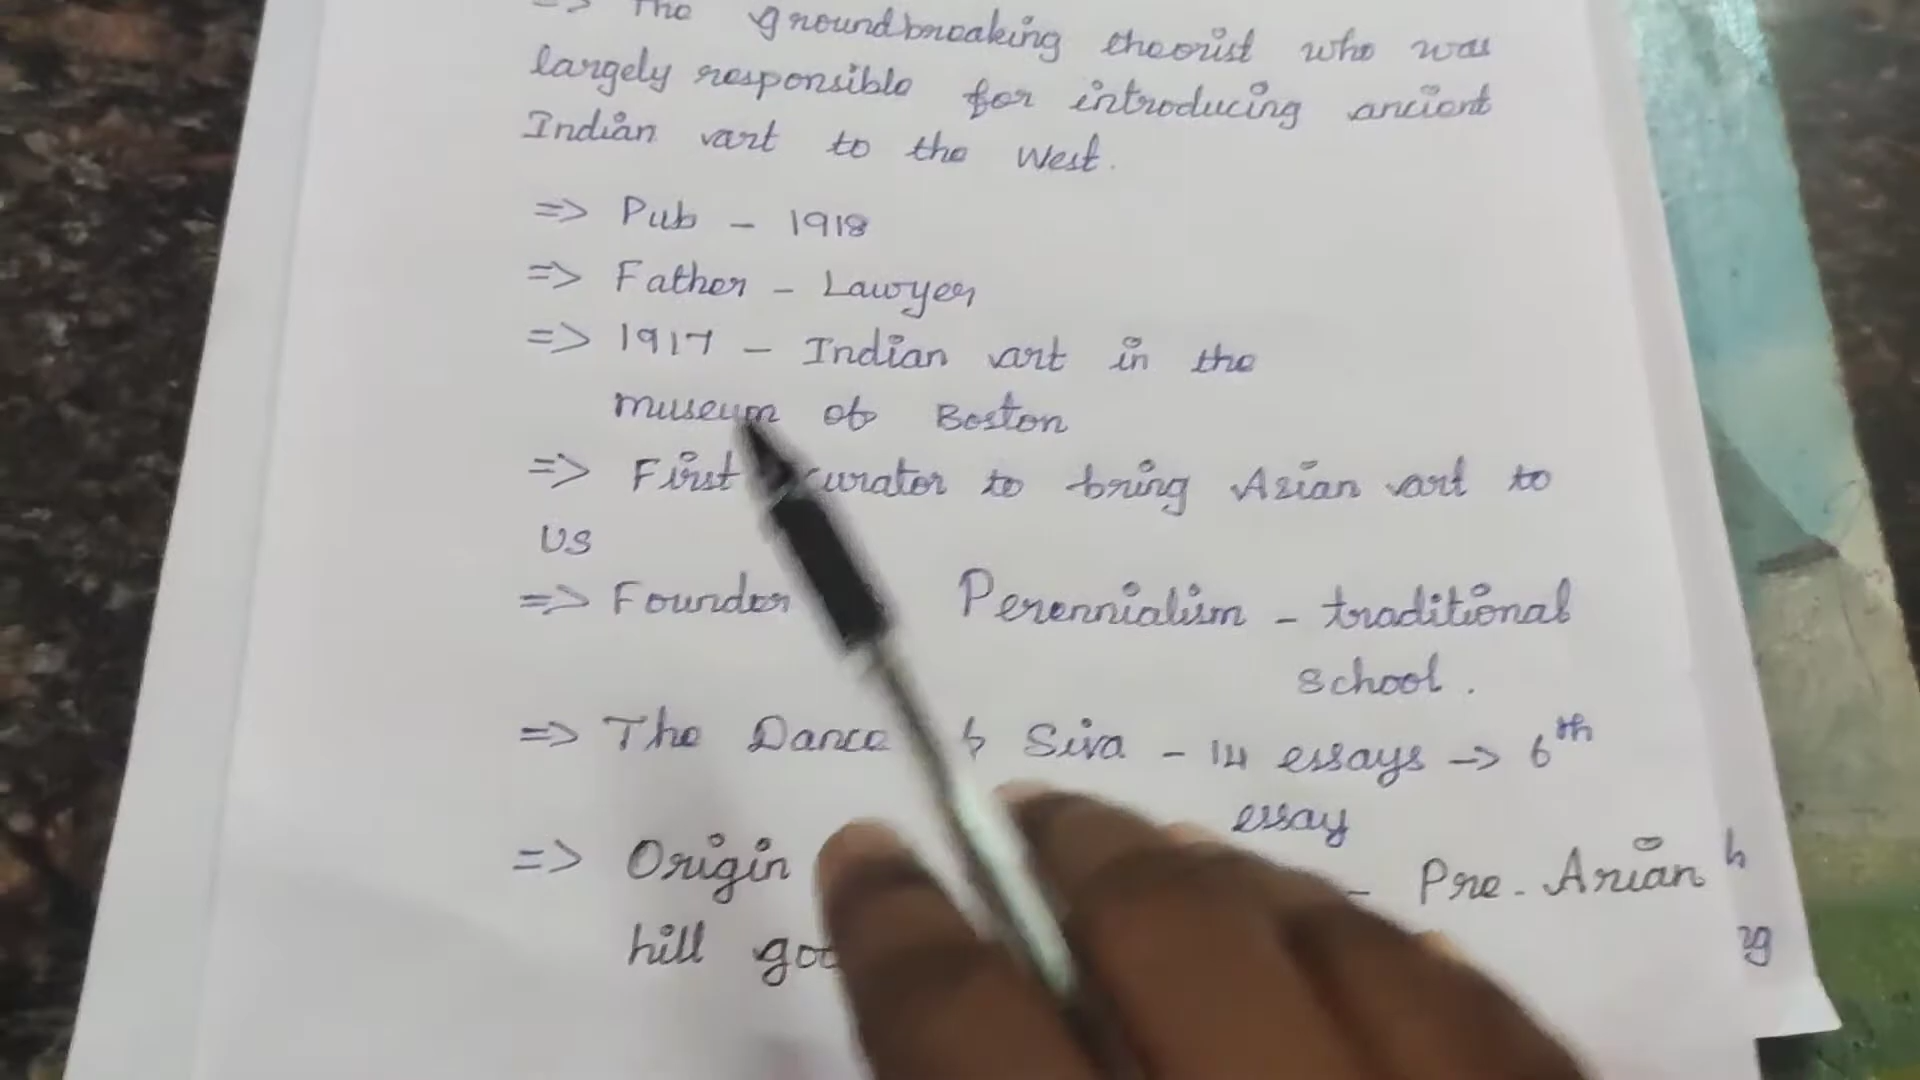 => The groundbreaking theorist who was
largely responsible for introducing ancient
Indian art to the West.
=> Pub - 1918
=> Father - Lawyer
=> 1917 - Indian art in the
museum of Boston
=> First curator to bring Asian art to
US
=> Founder Perennialism - traditional
school.
=> The Dance of Siva - 14 essays -> 6th
essay
=> Origin - Pre-Arian
hill